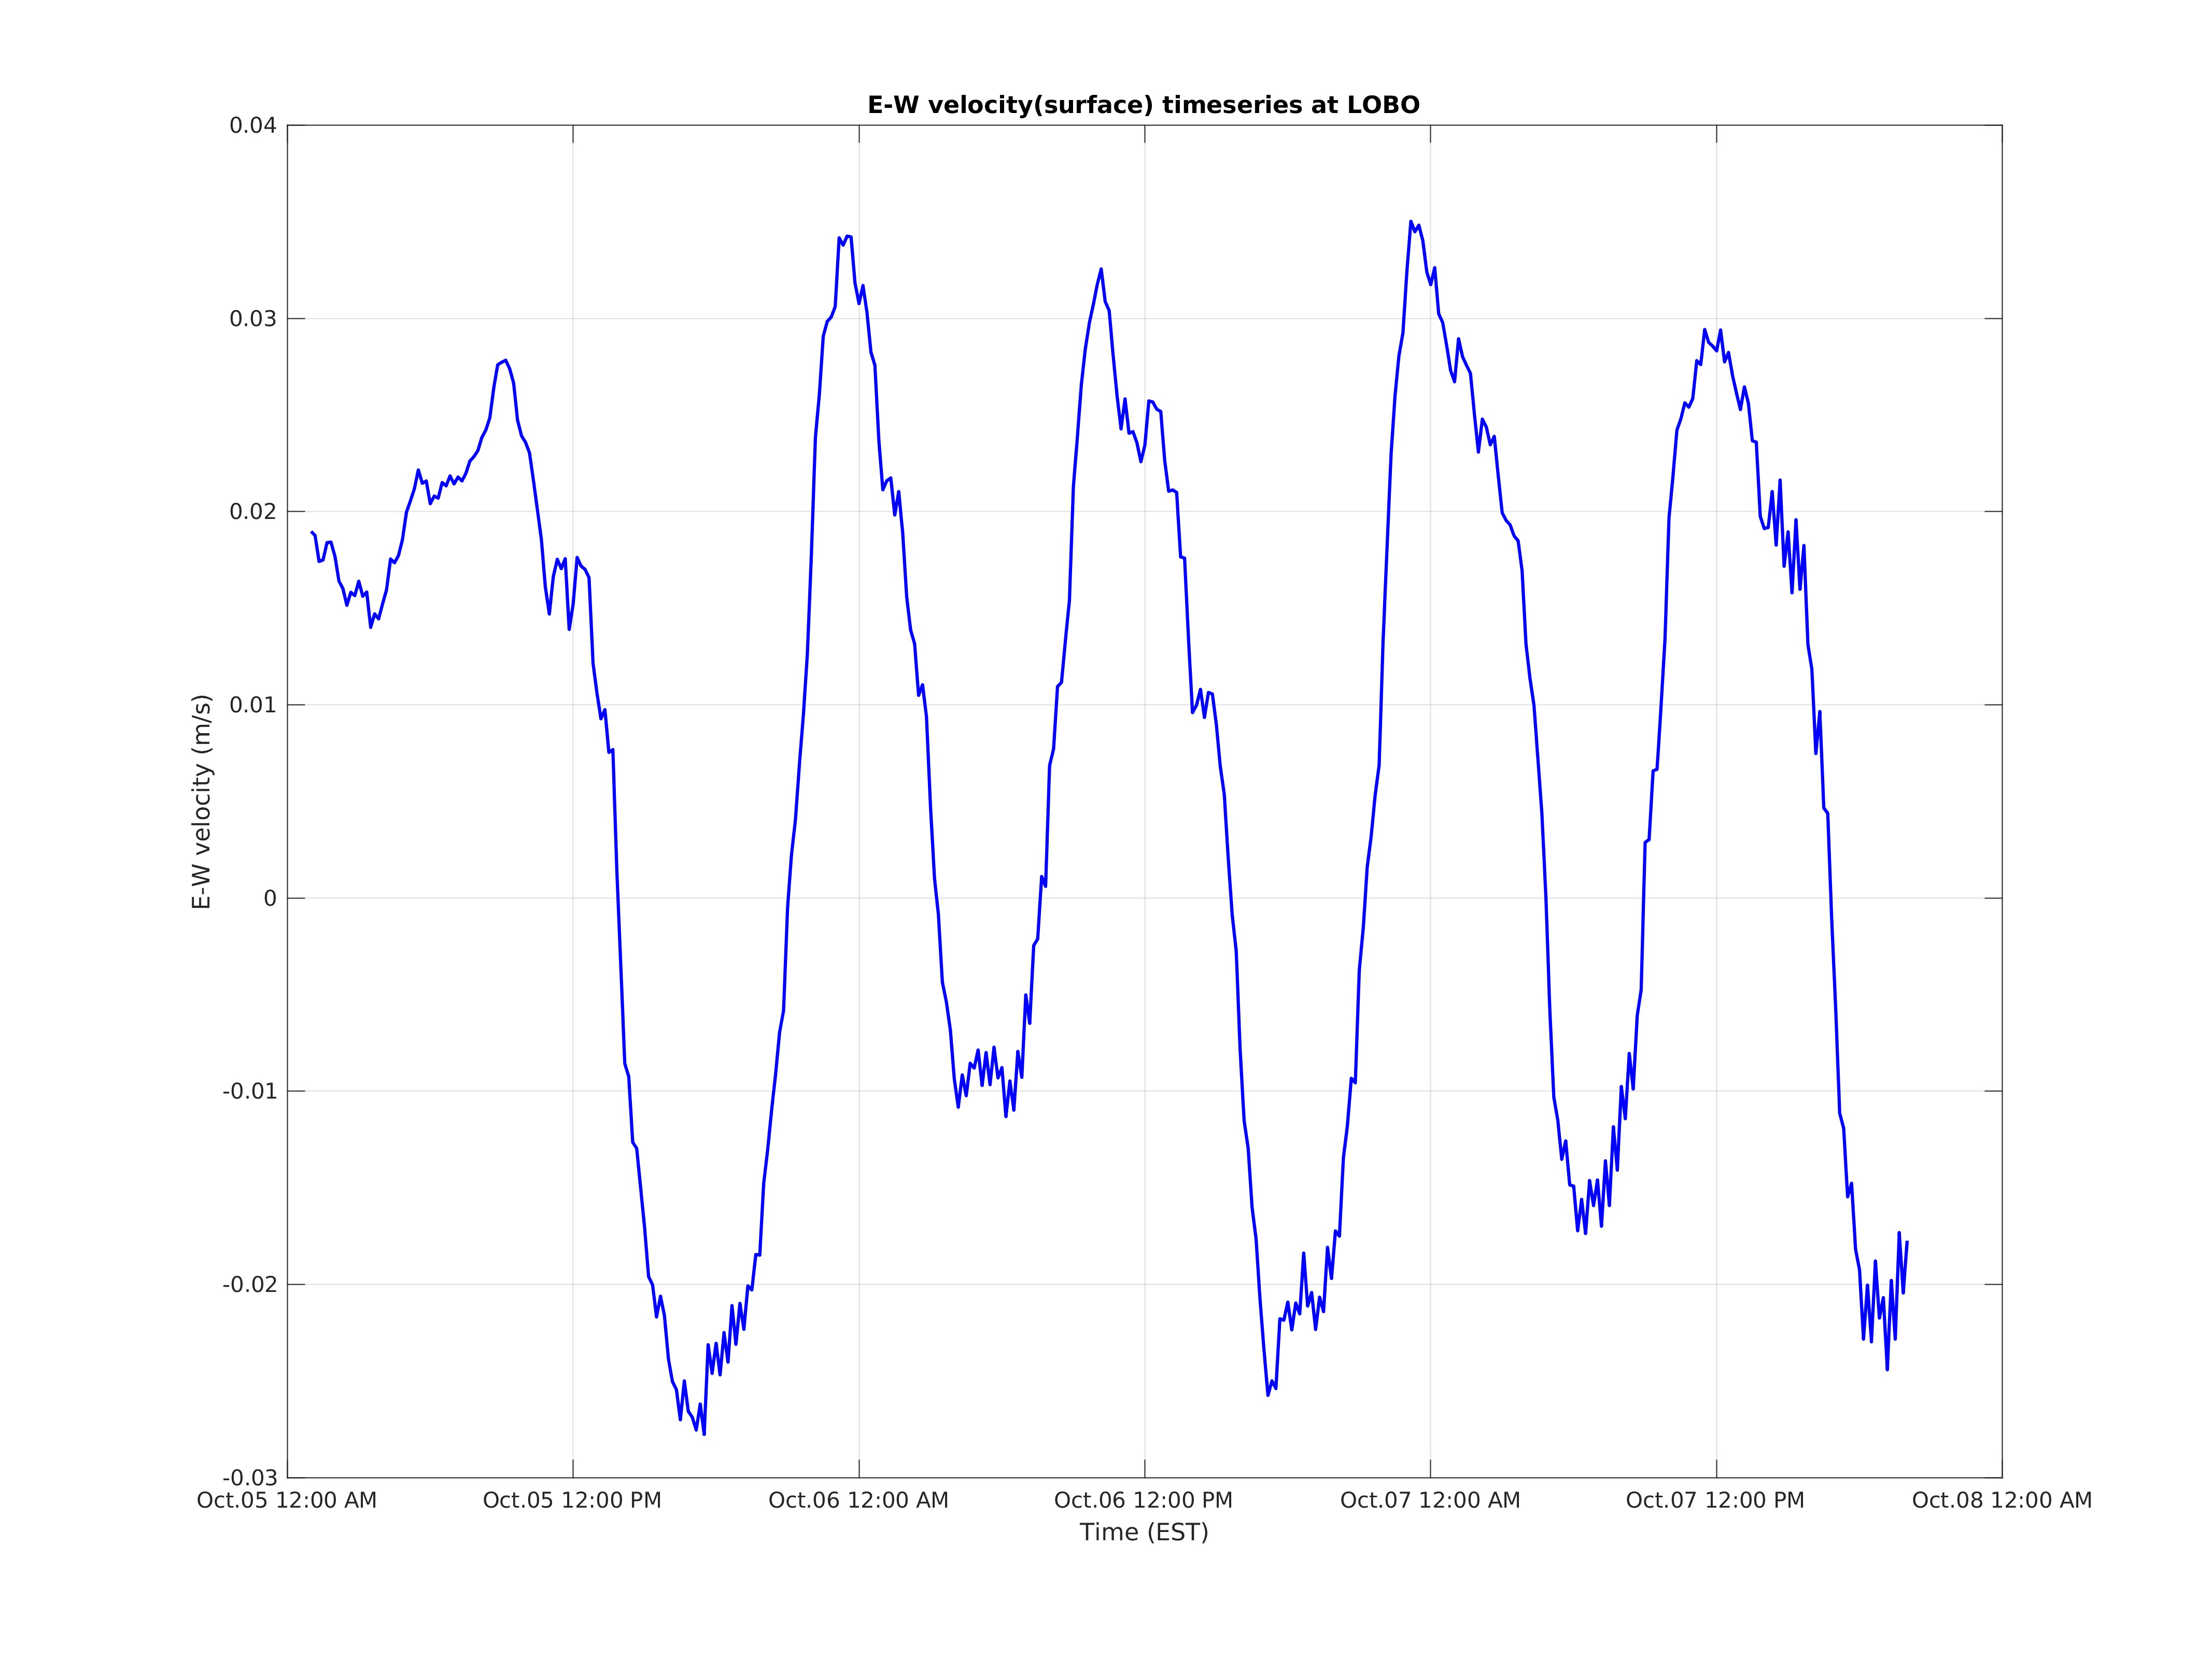 E-W velocity(surface) timeseries at LOBO
0.04
0.03
0.02
0.01
0
-0.01
-0.02
-0.03
E-W velocity (m/s)
Oct.05 12:00 AM Oct.05 12:00 PM Oct.06 12:00 AM Oct.06 12:00 PM Oct.07 12:00 AM Oct.07 12:00 PM Oct.08 12:00 AM
Time (EST)